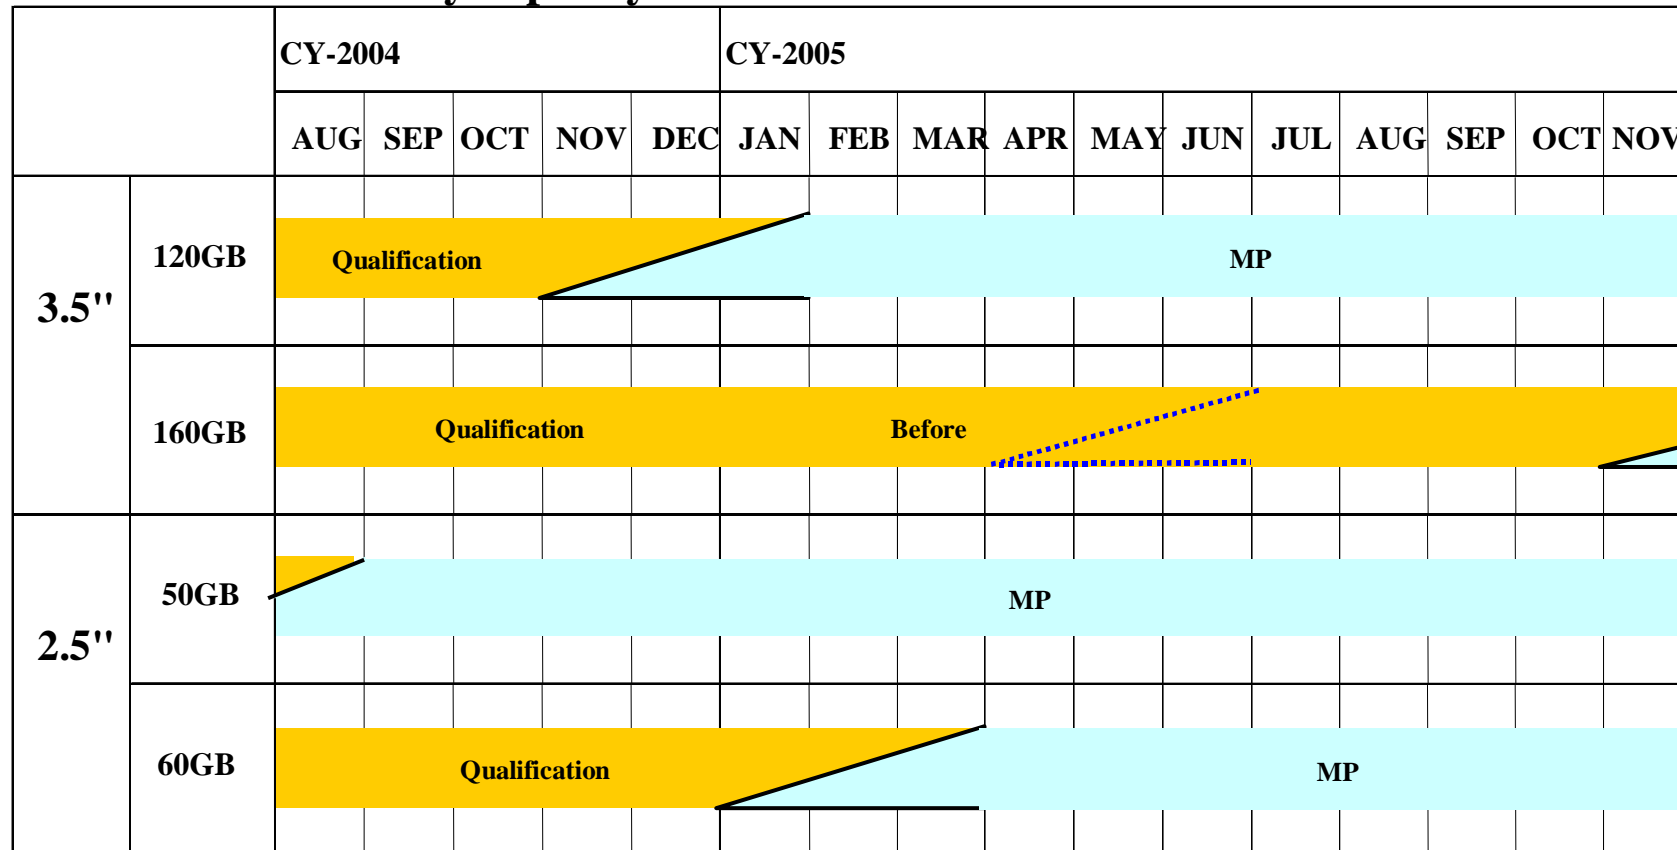 CY-2004 CY-2005
AUG SEP OCT NOV DEC JAN FEB MAR APR MAY JUN JUL AUG SEP OCT NOV
3.5"
120GB Qualification MP
160GB Qualification Before
2.5"
50GB MP
60GB Qualification MP